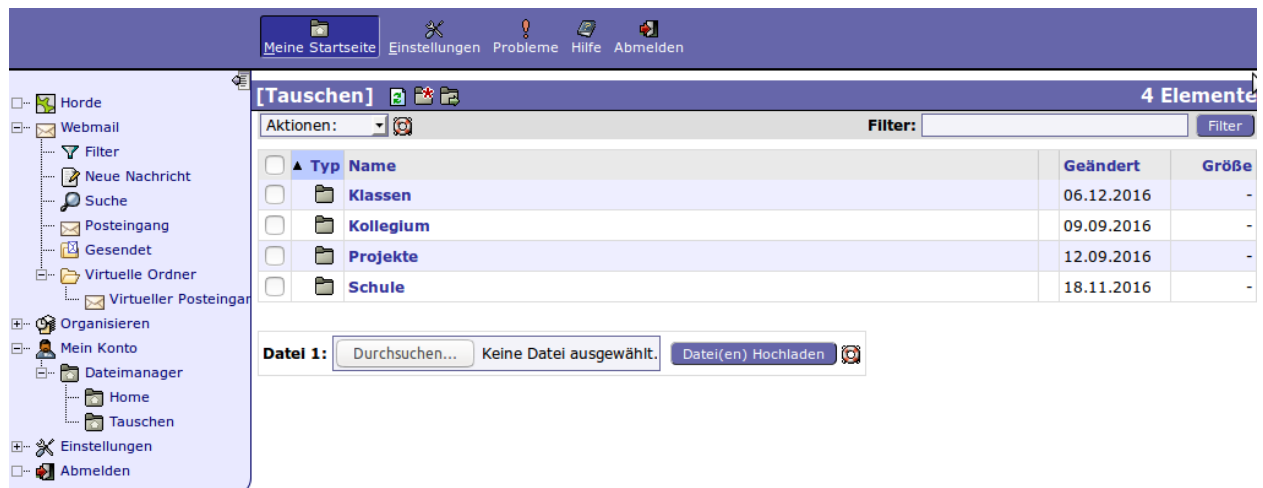 Meine Startseite Einstellungen Probleme Hilfe Abmelden
Horde
Webmail
Filter
Neue Nachricht
Suche
Posteingang
Gesendet
Virtuelle Ordner
Virtueller Posteingar
Organisieren
Mein Konto
Dateimanager
Home
Tauschen
Einstellungen
Abmelden
[Tauschen] 4 Elemente
Aktionen: Filter: Filter
Typ Name Geändert Größe
Klassen 06.12.2016 -
Kollegium 09.09.2016 -
Projekte 12.09.2016 -
Schule 18.11.2016 -
Datei 1: Durchsuchen... Keine Datei ausgewählt. Datei(en) Hochladen